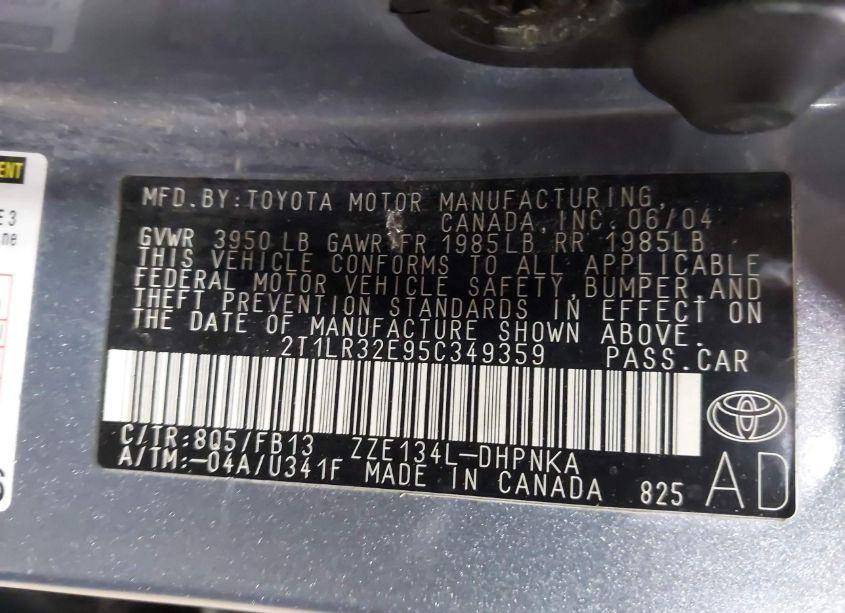 MFD.BY:TOYOTA MOTOR MANUFACTURING,
CANADA, INC. 06/04
GVWR 3950 LB GAWR FR 1985LB RR 1985LB
THIS VEHICLE CONFORMS TO ALL APPLICABLE
FEDERAL MOTOR VEHICLE SAFETY, BUMPER, AND
THEFT PREVENTION STANDARDS IN EFFECT ON
THE DATE OF MANUFACTURE SHOWN ABOVE.
2T1LR32E95C349359 PASS.CAR
C/TR:8Q5/FB13 ZZE134L-DHPNKA
A/TM:-04A/U341F MADE IN CANADA 825 AD